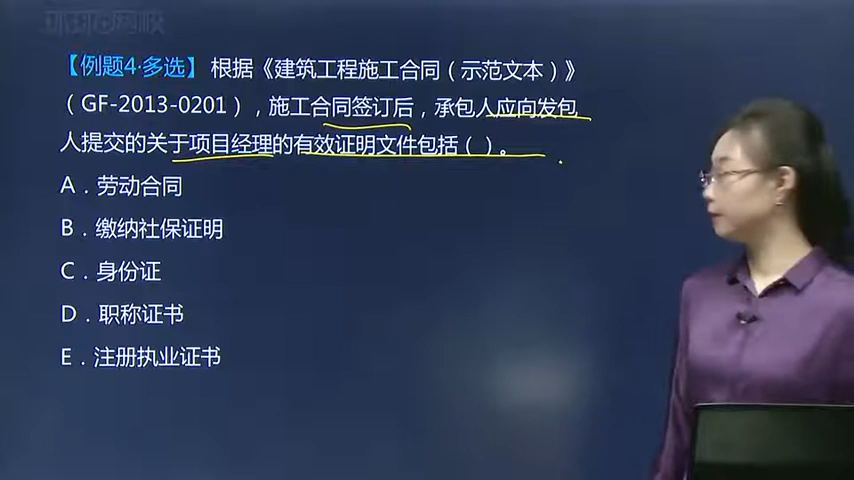 【例题4·多选】根据《建筑工程施工合同（示范文本）》
（GF-2013-0201），施工合同签订后，承包人应向发包
人提交的关于项目经理的有效证明文件包括（ ）。
A．劳动合同
B．缴纳社保证明
C．身份证
D．职称证书
E．注册执业证书